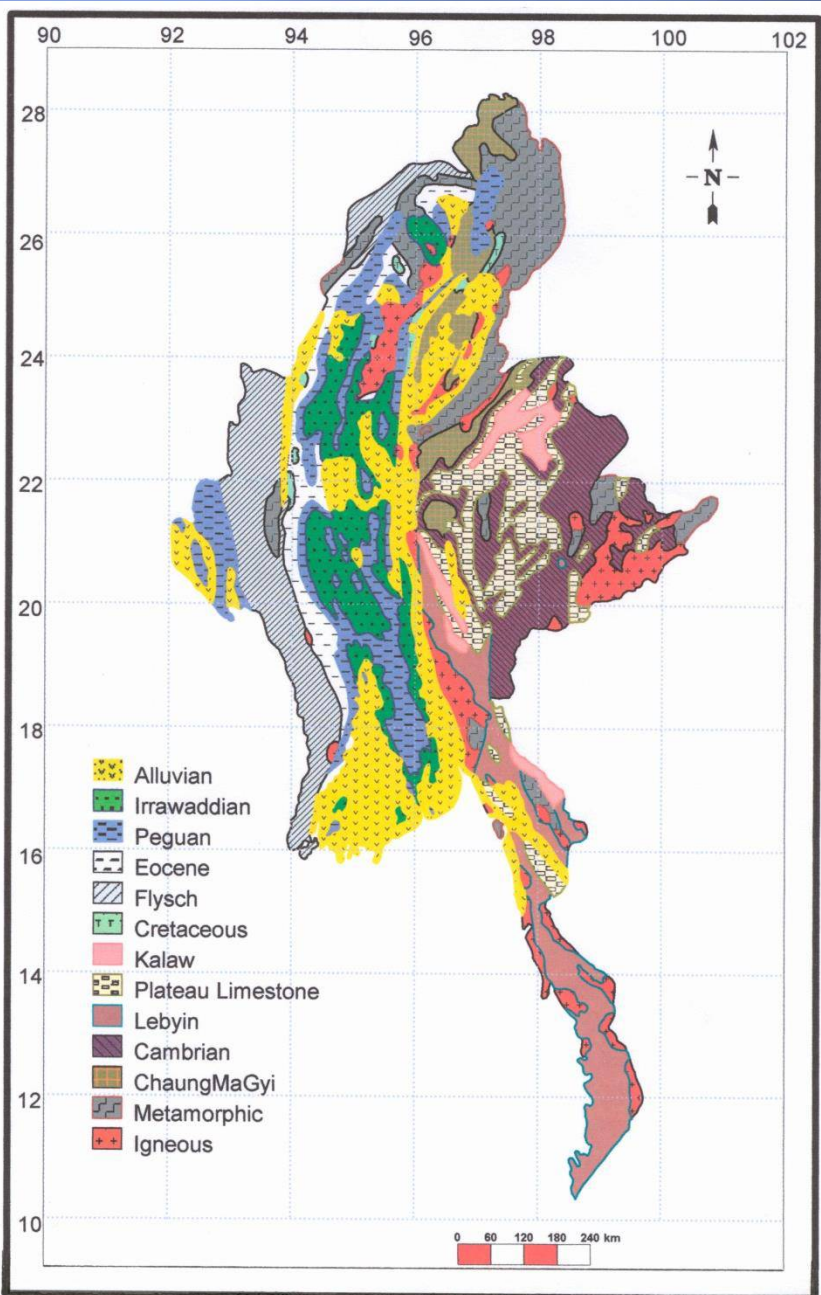 90 92 94 96 98 100 102
28
N
26
24
22
20
18
Alluvian
Irrawaddian
Peguan
16
Eocene
Flysch
Cretaceous
Kalaw
14
Plateau Limestone
Lebyin
Cambrian
ChaungMaGyi
12
Metamorphic
Igneous
10
0 60 120 180 240 km